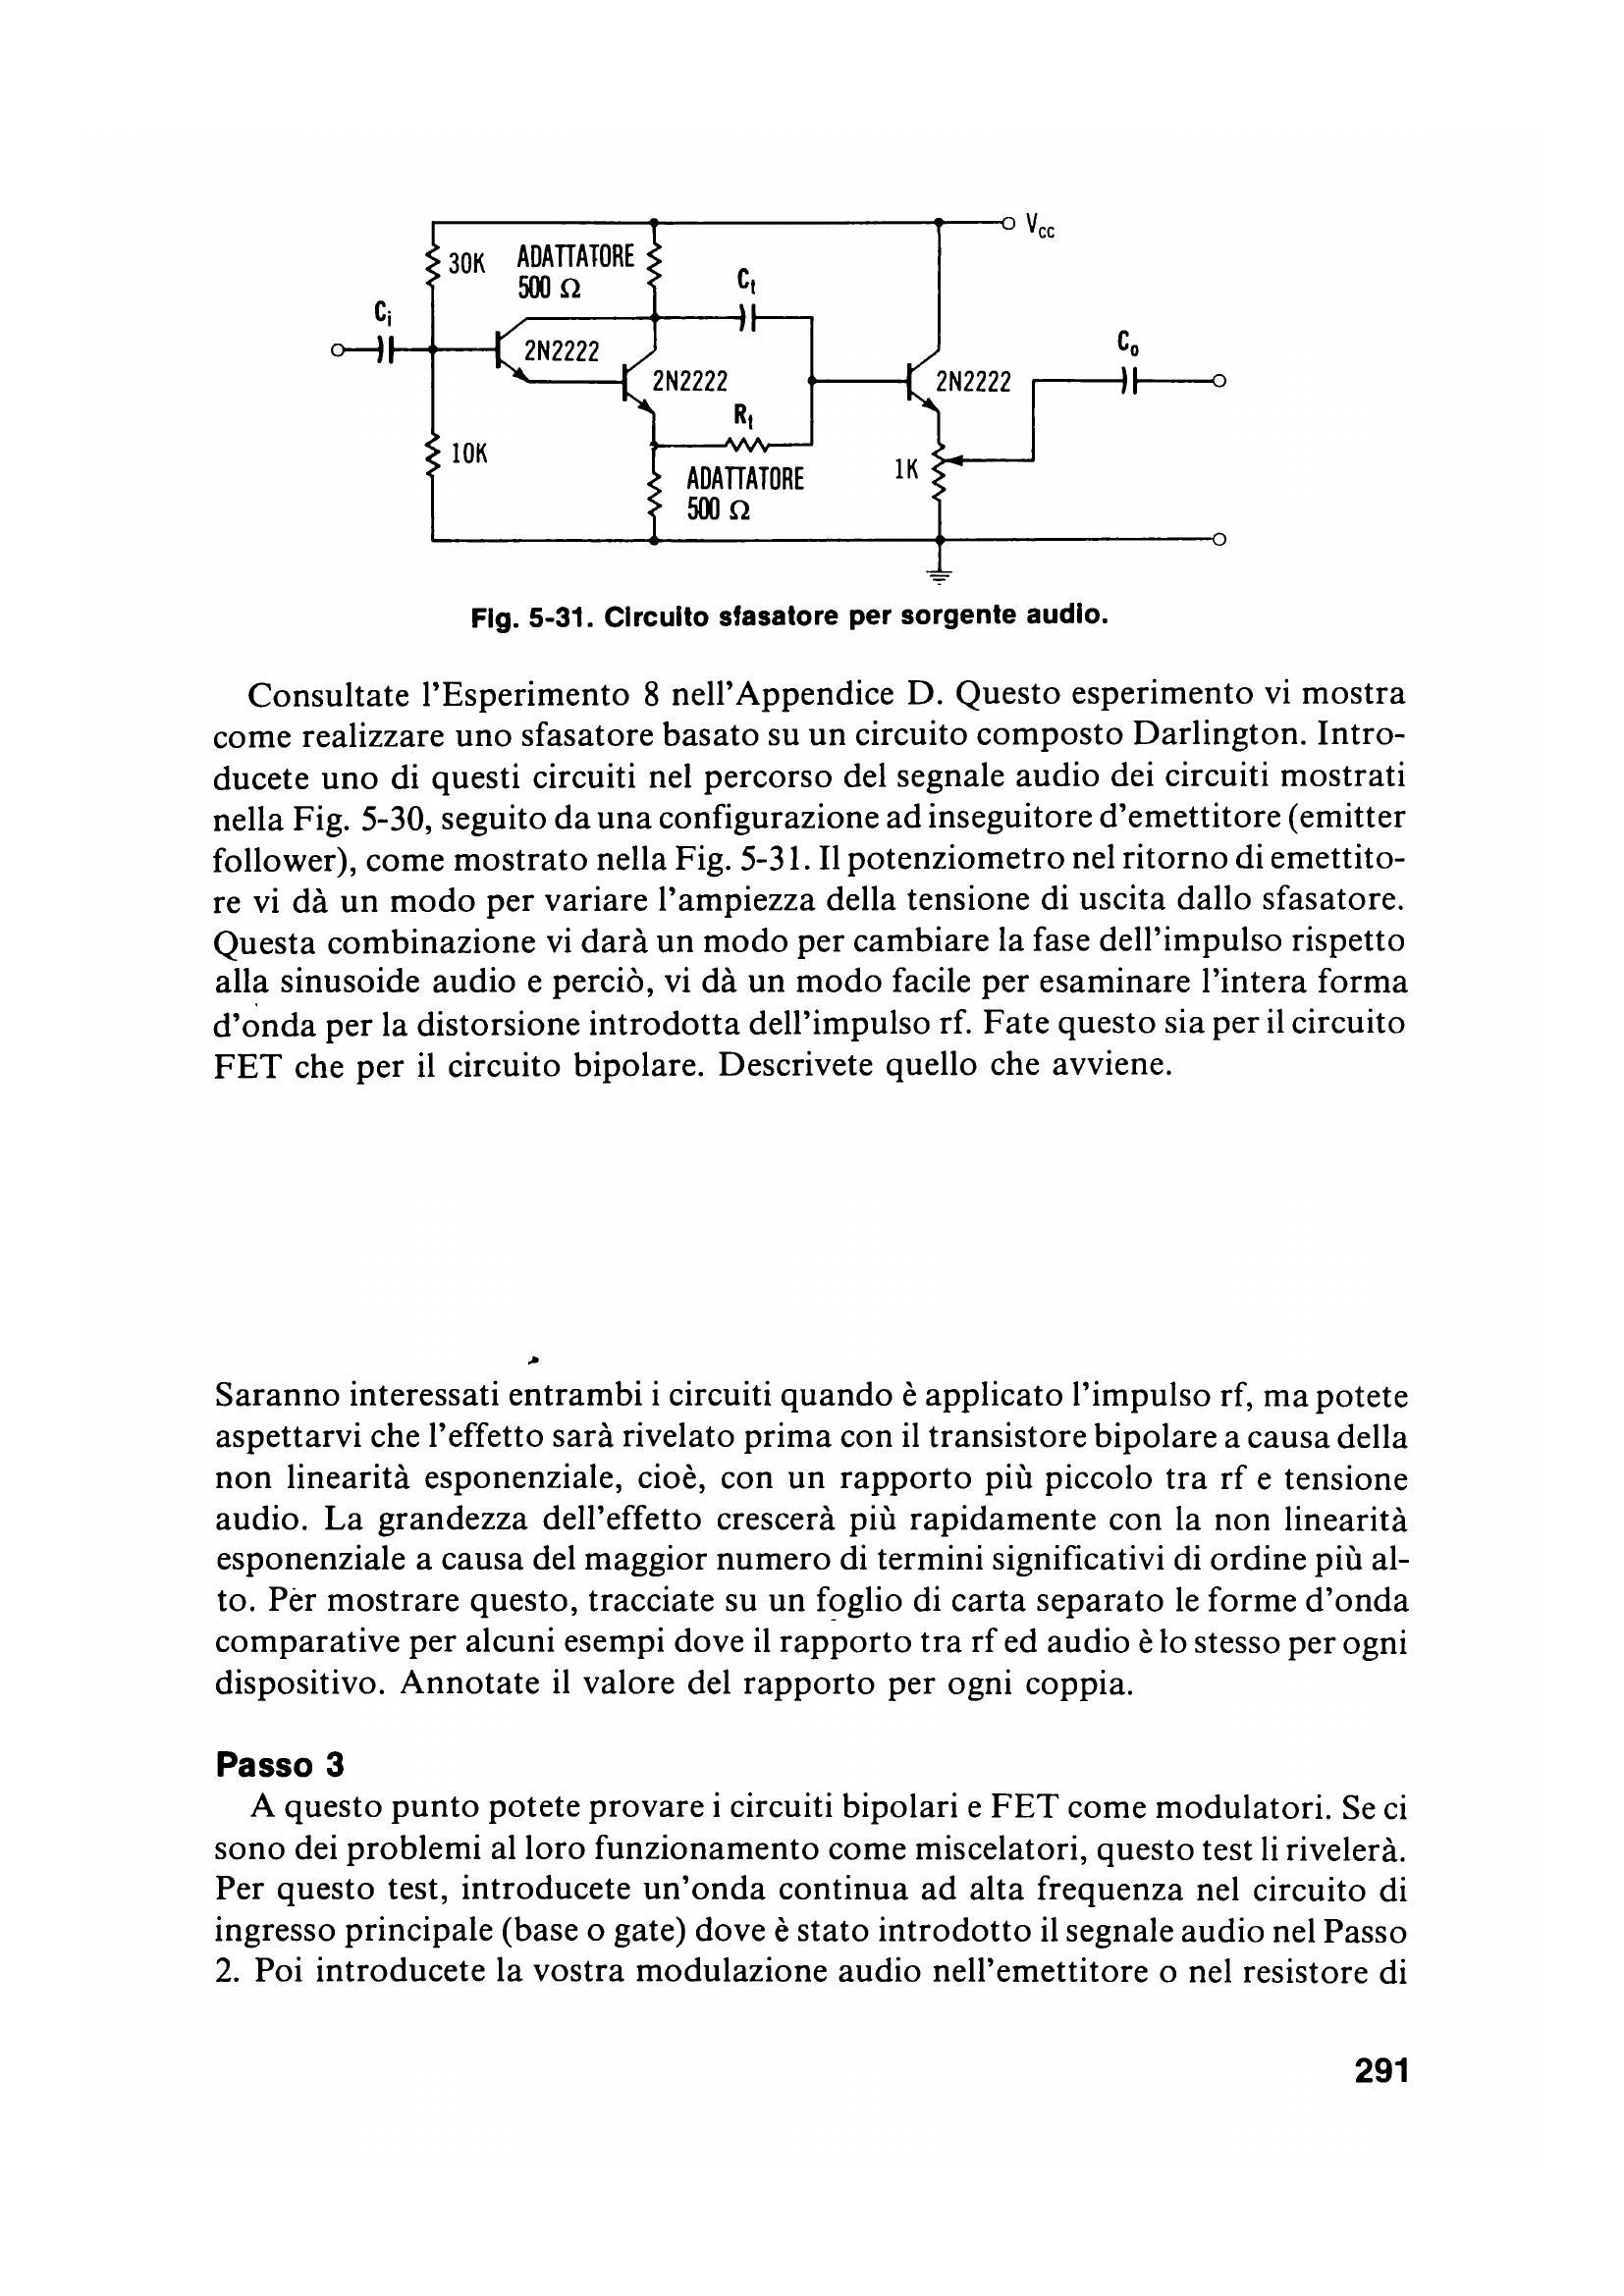 V_cc
30K
ADATTATORE
500 Ω
C_t
C_i
2N2222
2N2222
2N2222
C_o
R_t
10K
ADATTATORE
500 Ω
1K
Fig. 5-31. Circuito sfasatore per sorgente audio.
Consultate l'Esperimento 8 nell'Appendice D. Questo esperimento vi mostra
come realizzare uno sfasatore basato su un circuito composto Darlington. Intro-
ducete uno di questi circuiti nel percorso del segnale audio dei circuiti mostrati
nella Fig. 5-30, seguito da una configurazione ad inseguitore d'emettitore (emitter
follower), come mostrato nella Fig. 5-31. Il potenziometro nel ritorno di emettito-
re vi dà un modo per variare l'ampiezza della tensione di uscita dallo sfasatore.
Questa combinazione vi darà un modo per cambiare la fase dell'impulso rispetto
alla sinusoide audio e perciò, vi dà un modo facile per esaminare l'intera forma
d'onda per la distorsione introdotta dell'impulso rf. Fate questo sia per il circuito
FET che per il circuito bipolare. Descrivete quello che avviene.
Saranno interessati entrambi i circuiti quando è applicato l'impulso rf, ma potete
aspettarvi che l'effetto sarà rivelato prima con il transistore bipolare a causa della
non linearità esponenziale, cioè, con un rapporto più piccolo tra rf e tensione
audio. La grandezza dell'effetto crescerà più rapidamente con la non linearità
esponenziale a causa del maggior numero di termini significativi di ordine più al-
to. Per mostrare questo, tracciate su un foglio di carta separato le forme d'onda
comparative per alcuni esempi dove il rapporto tra rf ed audio è lo stesso per ogni
dispositivo. Annotate il valore del rapporto per ogni coppia.
Passo 3
A questo punto potete provare i circuiti bipolari e FET come modulatori. Se ci
sono dei problemi al loro funzionamento come miscelatori, questo test li rivelerà.
Per questo test, introducete un'onda continua ad alta frequenza nel circuito di
ingresso principale (base o gate) dove è stato introdotto il segnale audio nel Passo
2. Poi introducete la vostra modulazione audio nell'emettitore o nel resistore di
291